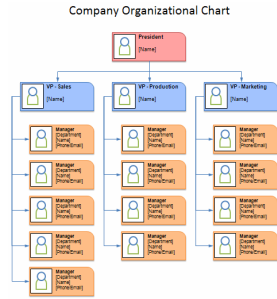 Company Organizational Chart
President
[Name]
VP - Sales
[Name]
VP - Production
[Name]
VP - Marketing
[Name]
Manager
[Department]
[Name]
[Phone/Email]
Manager
[Department]
[Name]
[Phone/Email]
Manager
[Department]
[Name]
[Phone/Email]
Manager
[Department]
[Name]
[Phone/Email]
Manager
[Department]
[Name]
[Phone/Email]
Manager
[Department]
[Name]
[Phone/Email]
Manager
[Department]
[Name]
[Phone/Email]
Manager
[Department]
[Name]
[Phone/Email]
Manager
[Department]
[Name]
[Phone/Email]
Manager
[Department]
[Name]
[Phone/Email]
Manager
[Department]
[Name]
[Phone/Email]
Manager
[Department]
[Name]
[Phone/Email]
Manager
[Department]
[Name]
[Phone/Email]